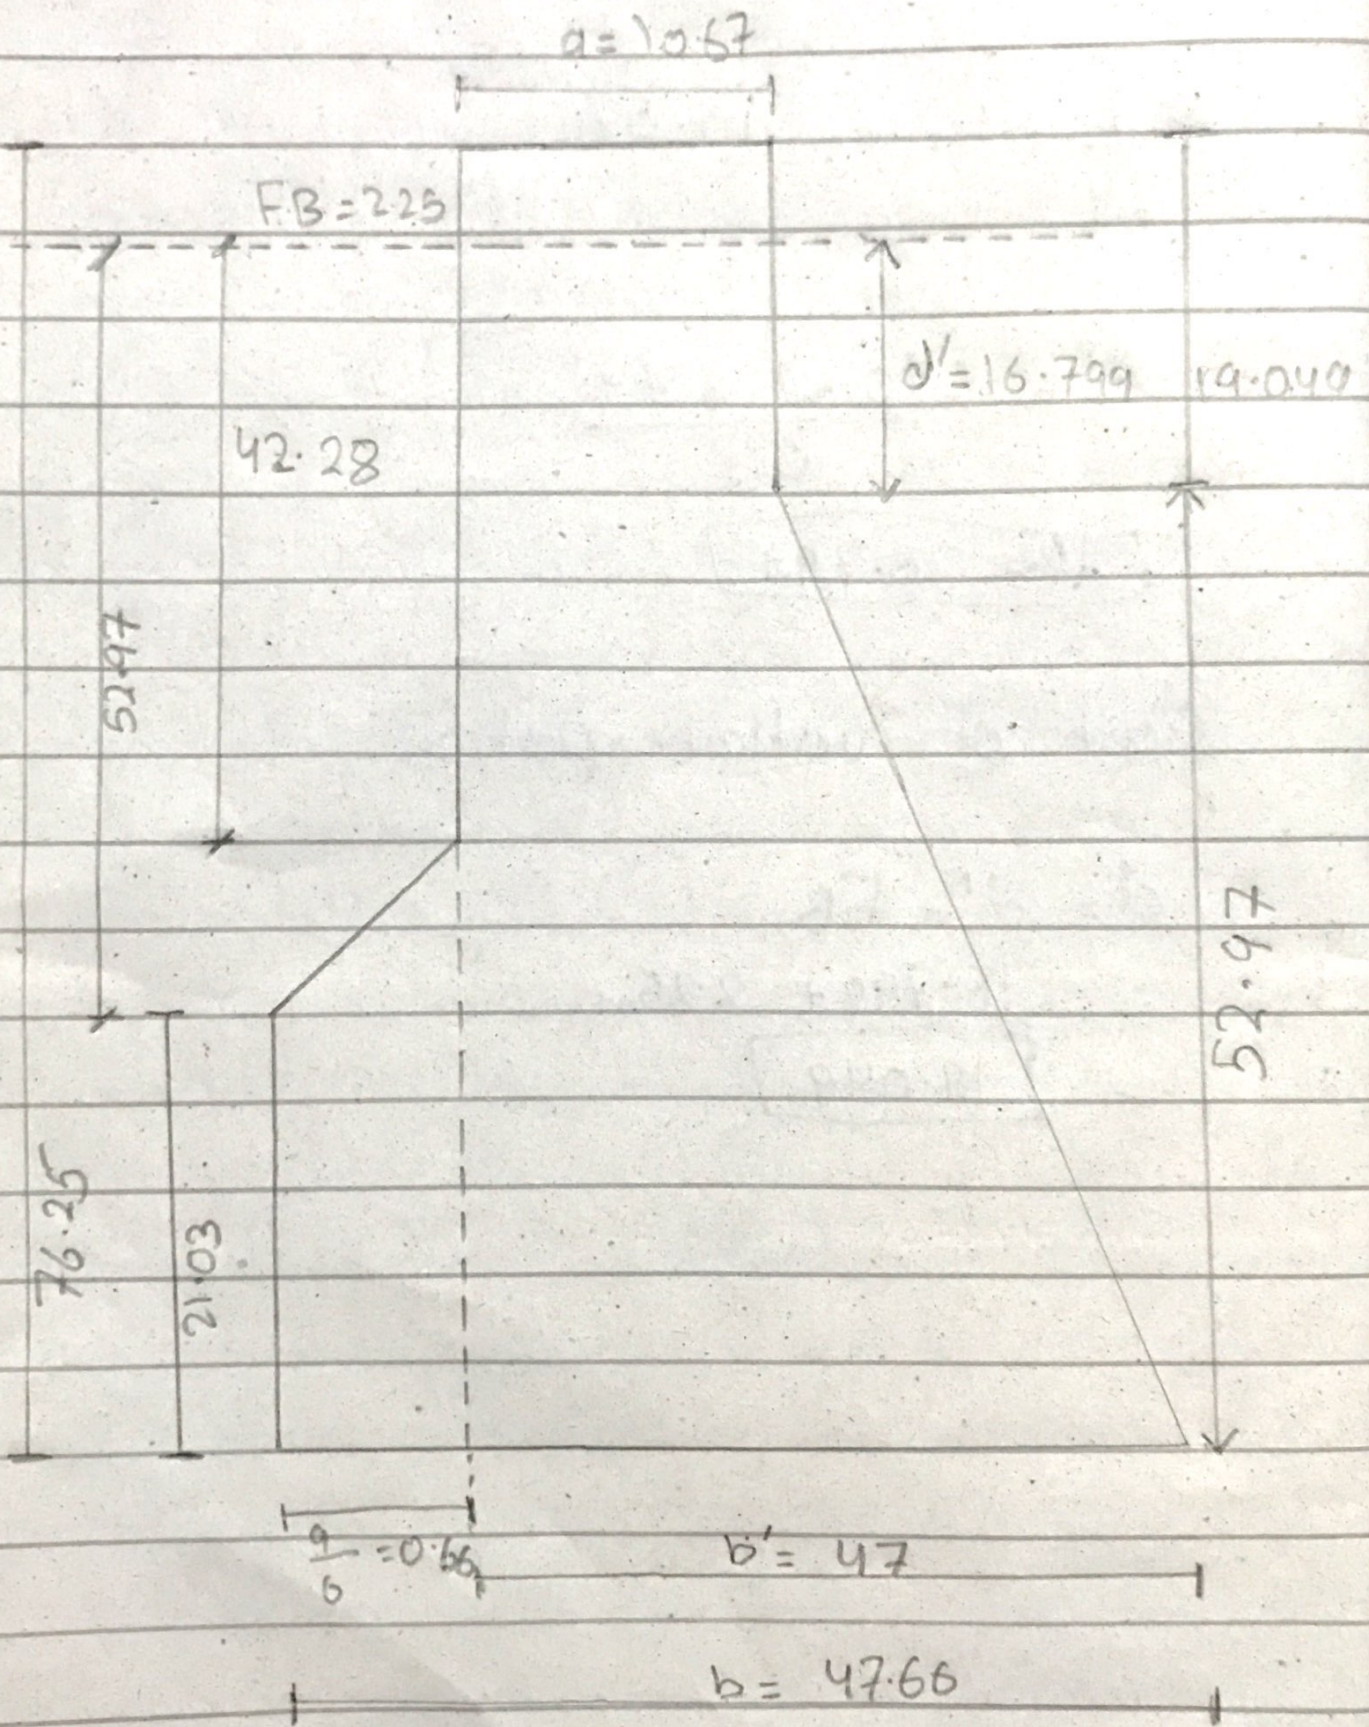 a = 10.67
F.B = 2.25
d' = 16.799
19.049
42.28
52.97
52.97
76.25
21.03
a/6 = 0.66
b' = 47
b = 47.66